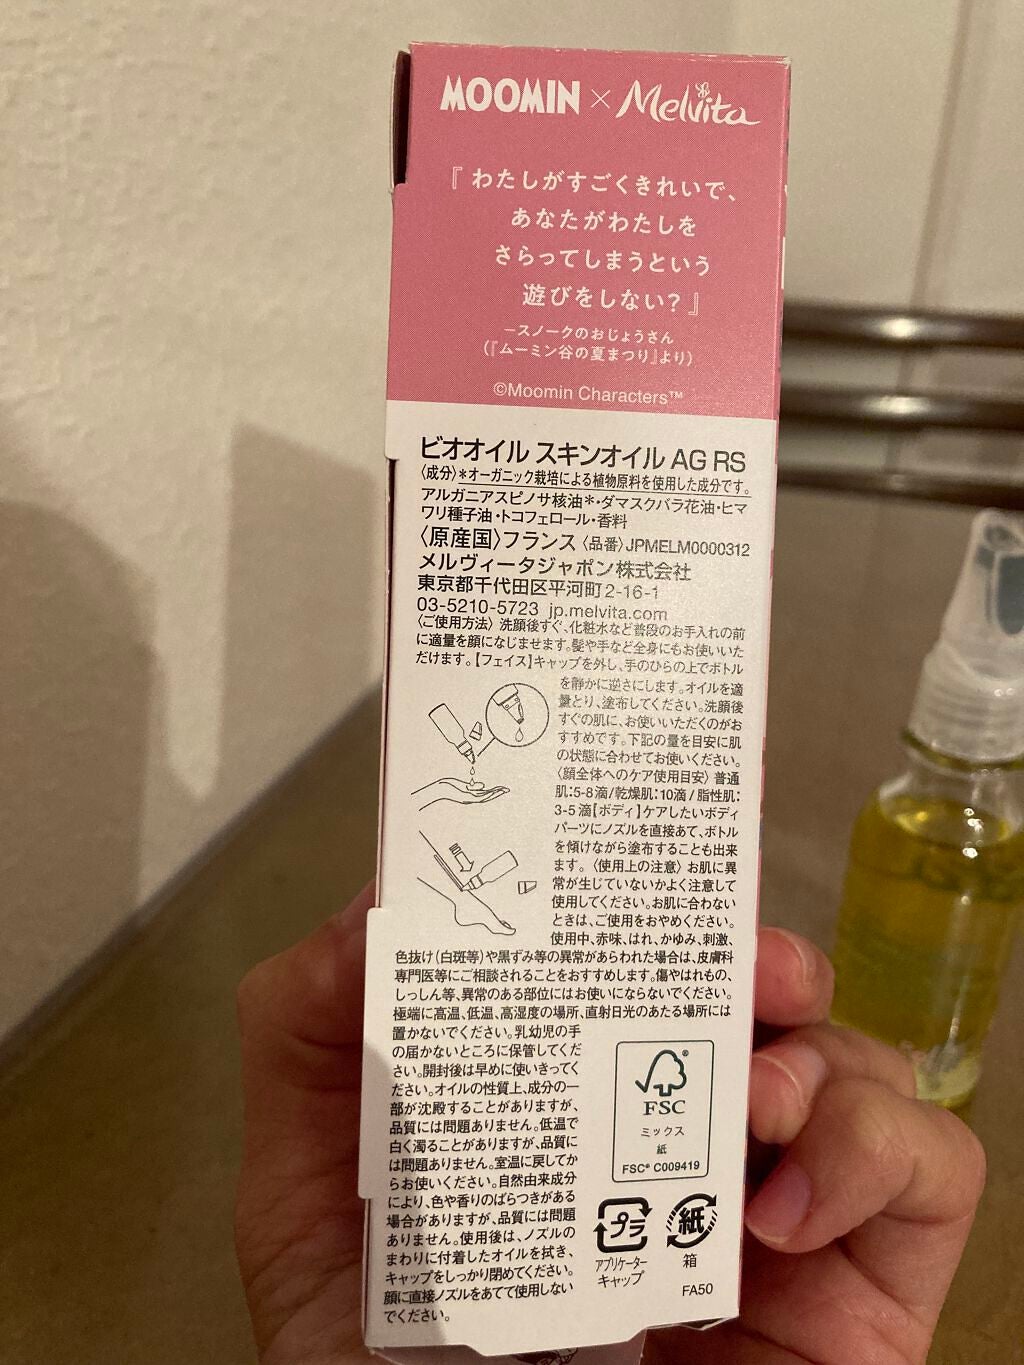 MOOMIN × Melvita
『わたしがすごくきれいで、
あなたがわたしを
さらってしまうという
遊びをしない?』
−スノークのおじょうさん
(『ムーミン谷の夏まつり』より)
©Moomin Characters™
ビオオイル スキンオイル AG RS
〈成分〉*オーガニック栽培による植物原料を使用した成分です。
アルガニアスピノサ核油*・ダマスクバラ花油・ヒマ
ワリ種子油・トコフェロール・香料
〈原産国〉フランス 〈品番〉JPMELM0000312
メルヴィータジャポン株式会社
東京都千代田区平河町2-16-1
03-5210-5723 jp.melvita.com
〈ご使用方法〉 洗顔後すぐ、化粧水など普段のお手入れの前
に適量を顔になじませます。髪や手など全身にもお使いいた
だけます。【フェイス】キャップを外し、手のひらの上でボトル
を静かに逆さにします。オイルを適
量とり、塗布してください。洗顔後
すぐの肌に、お使いいただくのがお
すすめです。下記の量を目安に肌
の状態に合わせてお使いください。
〈顔全体へのケア使用目安〉 普通
肌:5-8滴/乾燥肌:10滴/脂性肌:
3-5滴【ボディ】ケアしたいボディ
パーツにノズルを直接あて、ボトル
を傾けながら塗布することも出来
ます。〈使用上の注意〉 お肌に異
常が生じていないかよく注意して
使用してください。お肌に合わない
ときは、ご使用をおやめください。
使用中、赤味、はれ、かゆみ、刺激、
色抜け(白斑等)や黒ずみ等の異常があらわれた場合は、皮膚科
専門医等にご相談されることをおすすめします。傷やはれもの、
しっしん等、異常のある部位にはお使いにならないでください。
極端に高温、低温、高湿度の場所、直射日光のあたる場所には
置かないでください。乳幼児の手
の届かないところに保管してくだ
さい。開封後は早めに使いきってく
ださい。オイルの性質上、成分の一
部が沈殿することがありますが、
品質には問題ありません。低温で
白く濁ることがありますが、品質に
は問題ありません。室温に戻してか
らお使いください。自然由来成分
により、色や香りのばらつきがある
場合がありますが、品質には問題
ありません。使用後は、ノズルの
まわりに付着したオイルを拭き、
キャップをしっかり閉めてください。
顔に直接ノズルをあてて使用しない
でください。
FSC
ミックス
紙
FSC® C009419
プラ
アプリケーター
キャップ
紙
箱
FA50